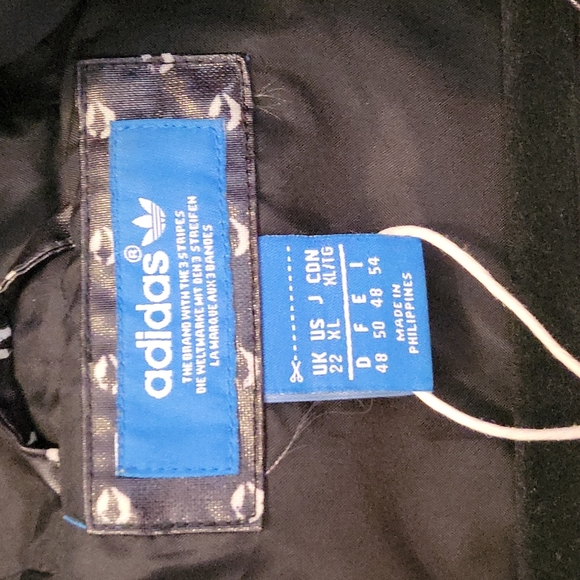 adidas®
THE BRAND WITH THE 3 STRIPES
DIE WELTMARKE MIT DEN 3 STREIFEN
LA MARQUE AUX 3 BANDES
UK US J CDN
22 XL XL/TG
D F E I
48 50 48 54
MADE IN
PHILIPPINES